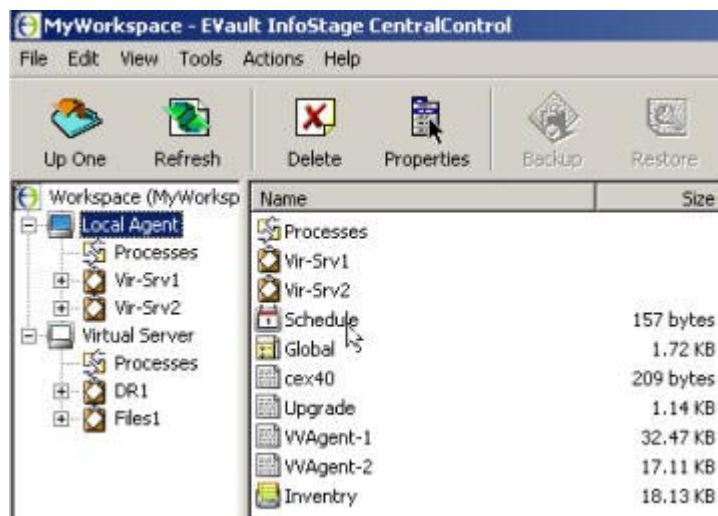 MyWorkspace - EVault InfoStage CentralControl
File Edit View Tools Actions Help
Up One Refresh Delete Properties Backup Restore
Workspace (MyWorksp
Local Agent
Processes
Vir-Srv1
Vir-Srv2
Virtual Server
Processes
DR1
Files1
Name Size
Processes
Vir-Srv1
Vir-Srv2
Schedule 157 bytes
Global 1.72 KB
cex40 209 bytes
Upgrade 1.14 KB
VVAgent-1 32.47 KB
VVAgent-2 17.11 KB
Inventry 18.13 KB